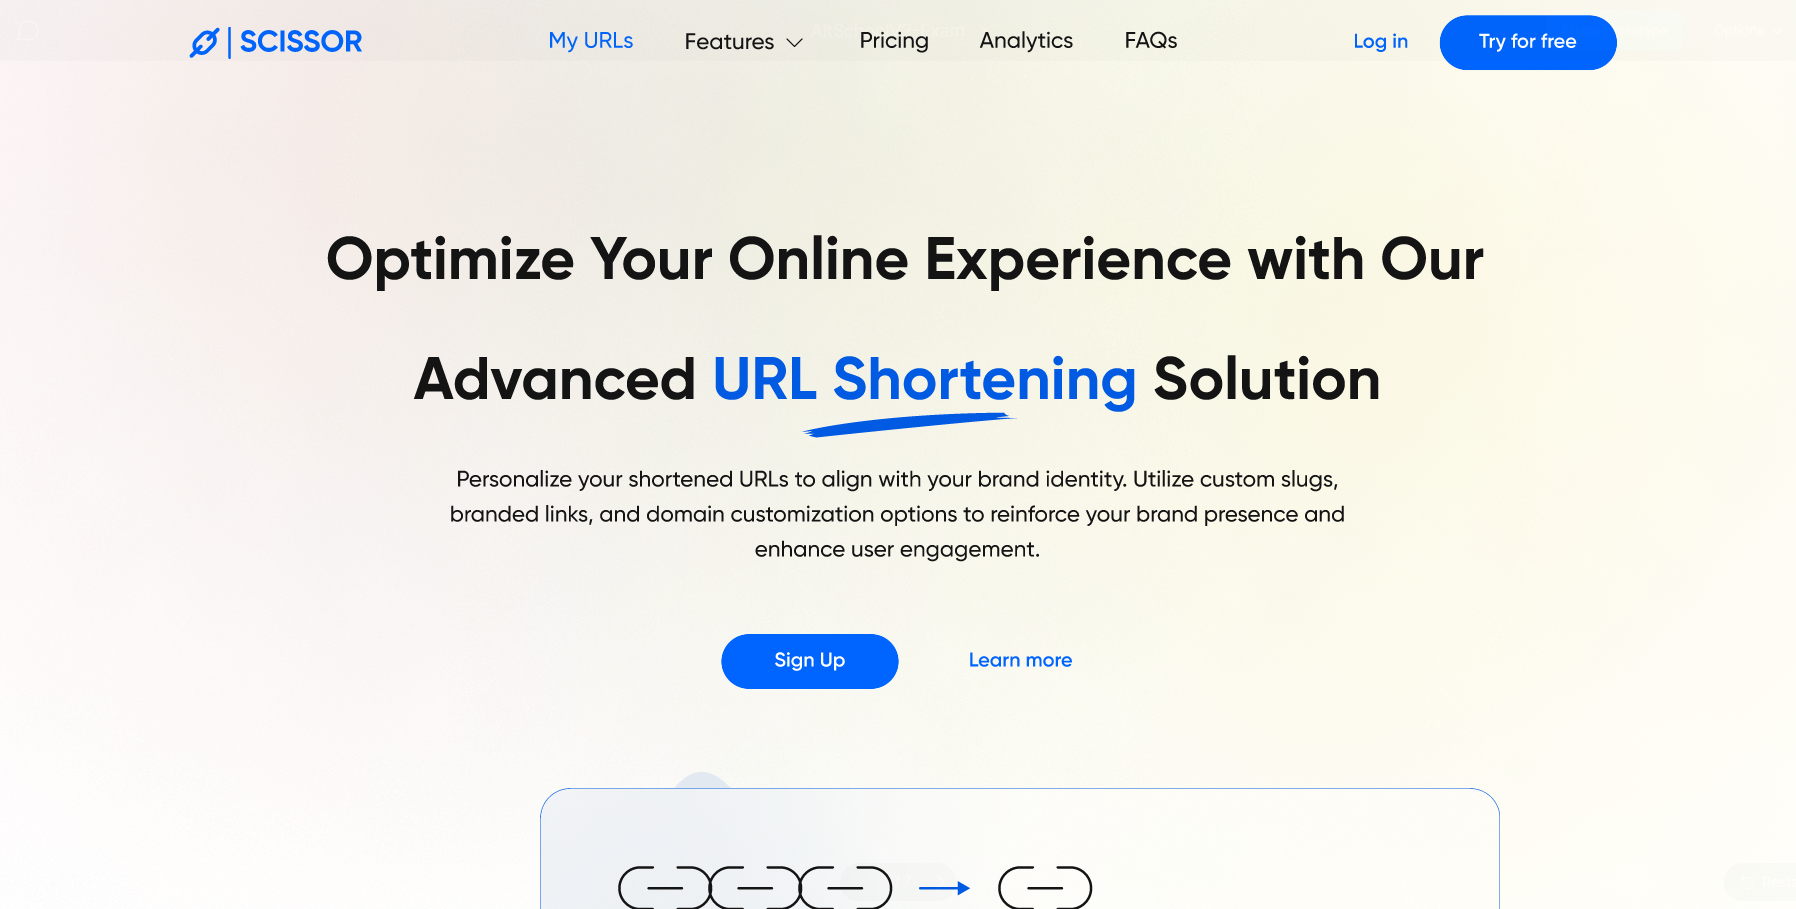 SCISSOR
My URLs
Features
Pricing
Analytics
FAQs
Log in
Try for free
Optimize Your Online Experience with Our
Advanced URL Shortening Solution
Personalize your shortened URLs to align with your brand identity. Utilize custom slugs,
branded links, and domain customization options to reinforce your brand presence and
enhance user engagement.
Sign Up
Learn more